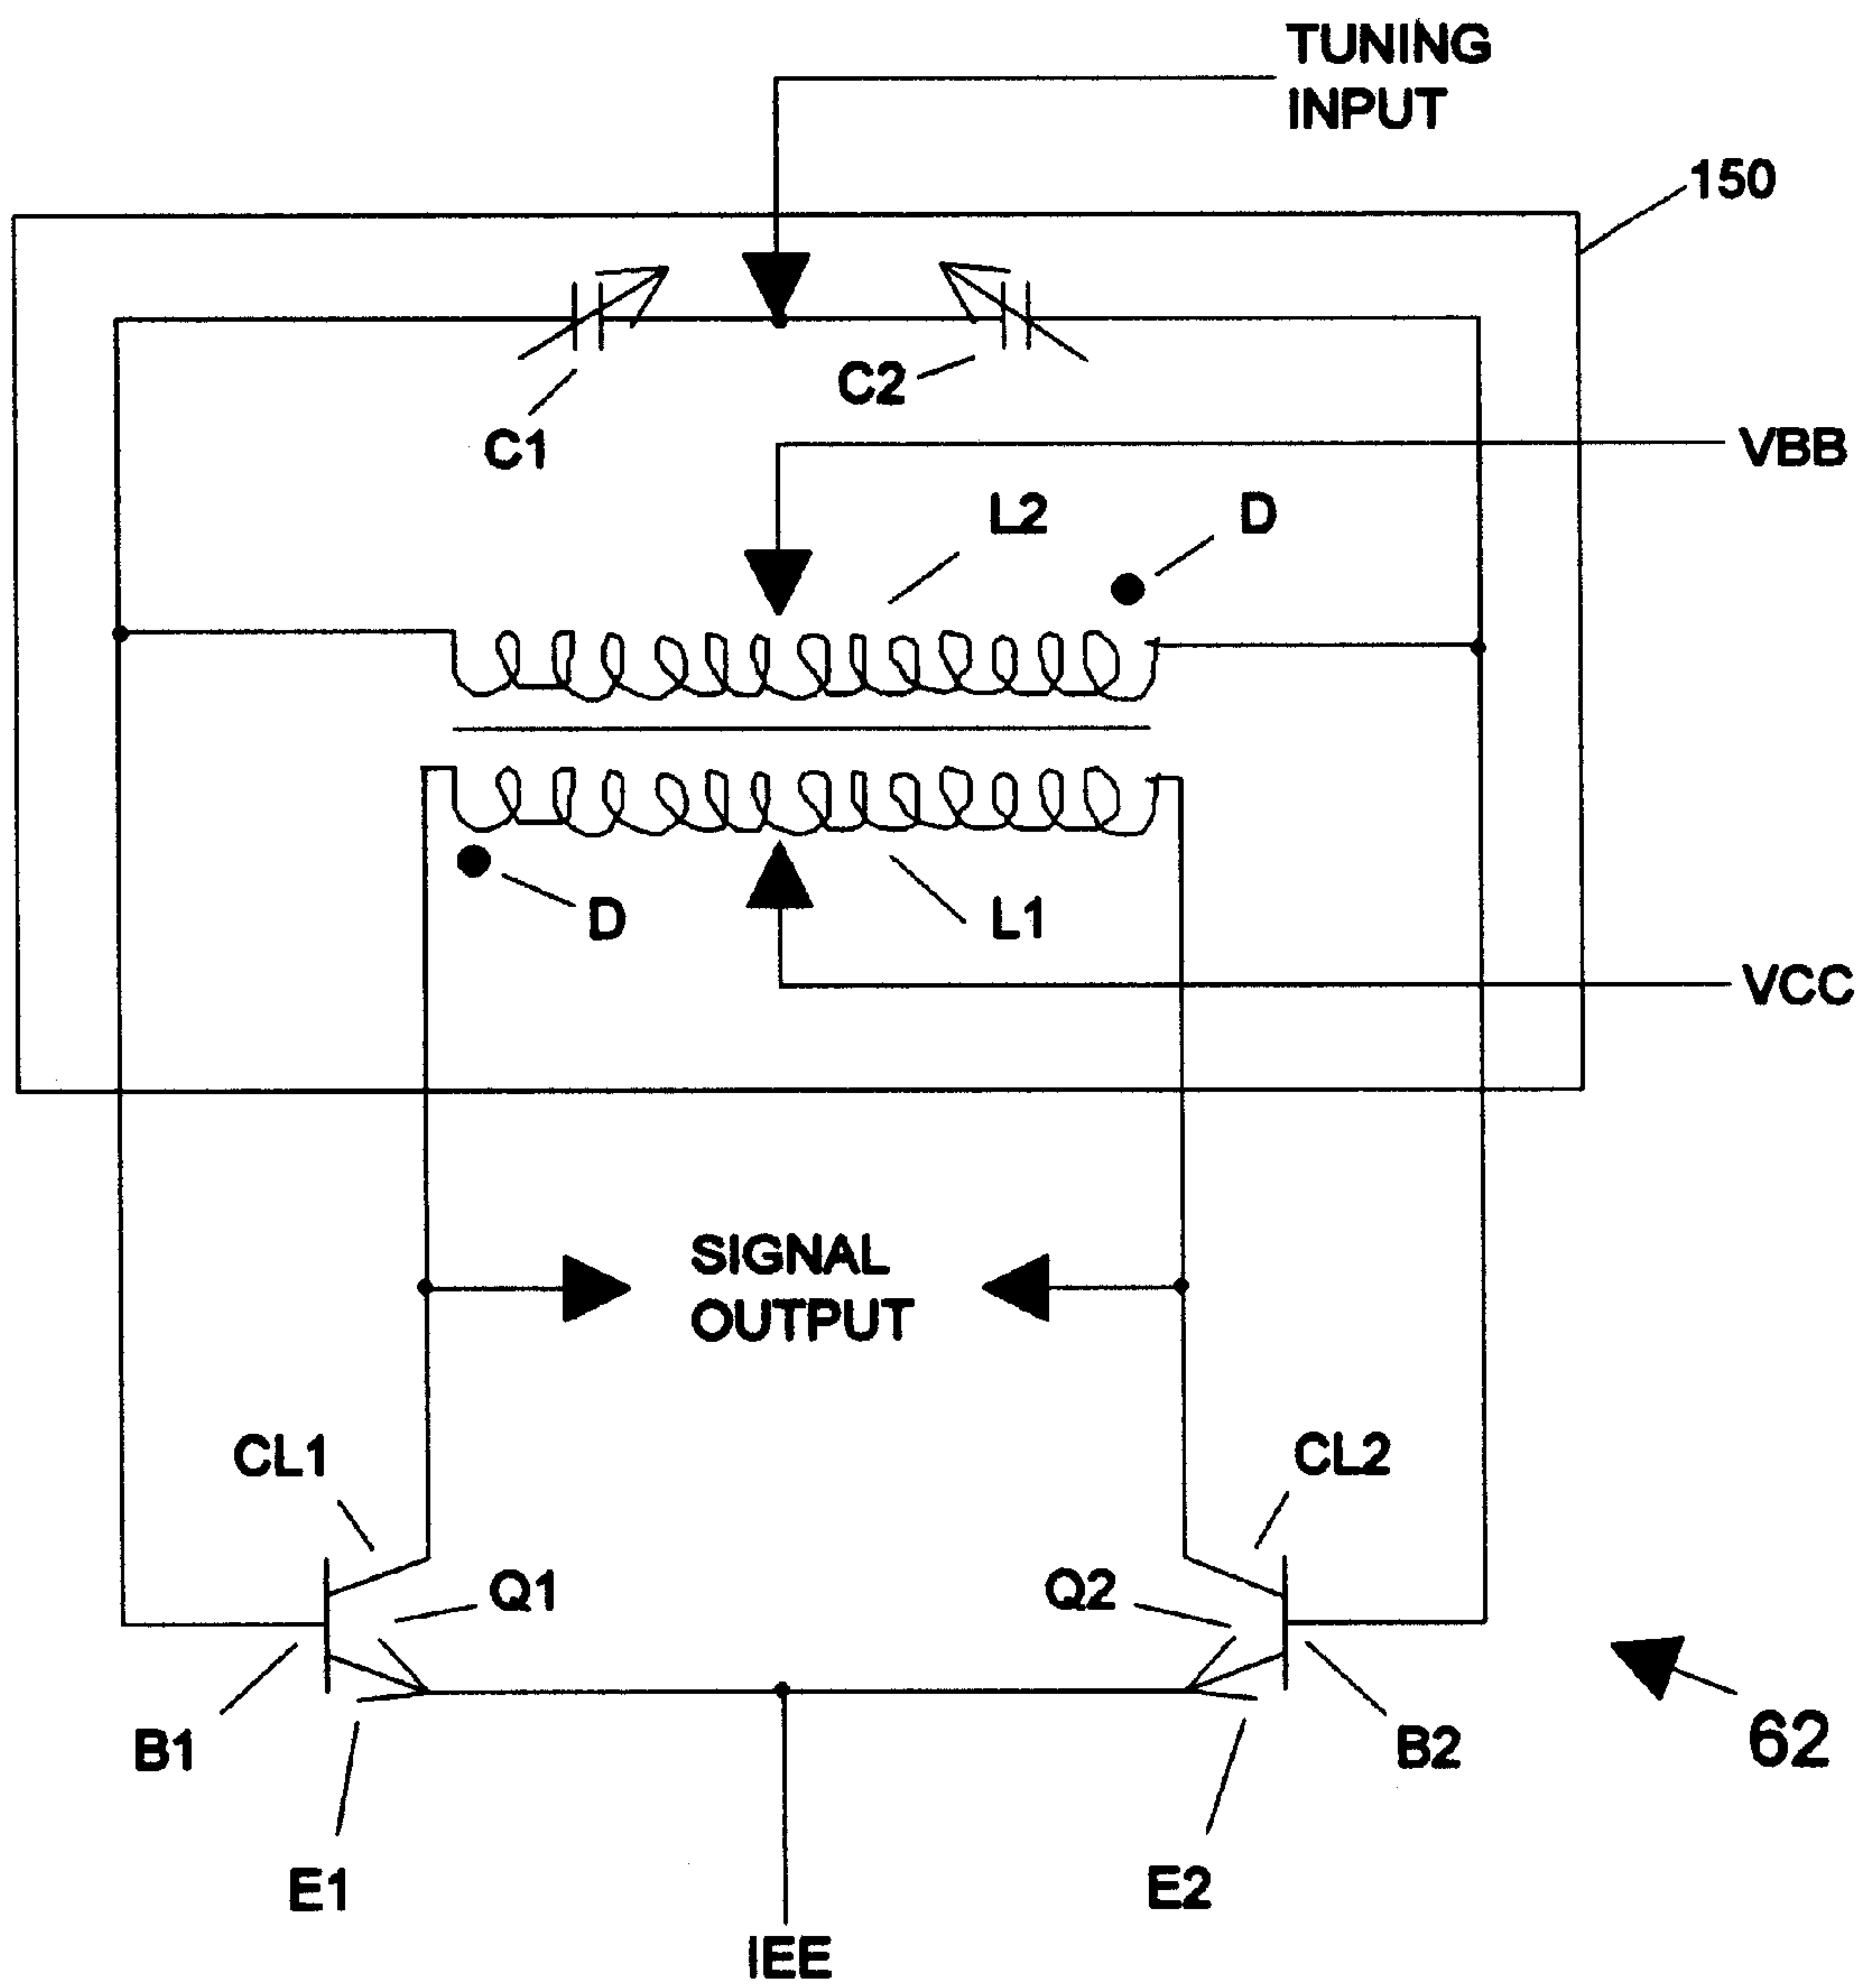 TUNING
INPUT
150
C2
C1
VBB
L2
D
D
L1
VCC
SIGNAL
OUTPUT
CL1
CL2
Q1
Q2
B1
B2
62
E1
E2
IEE